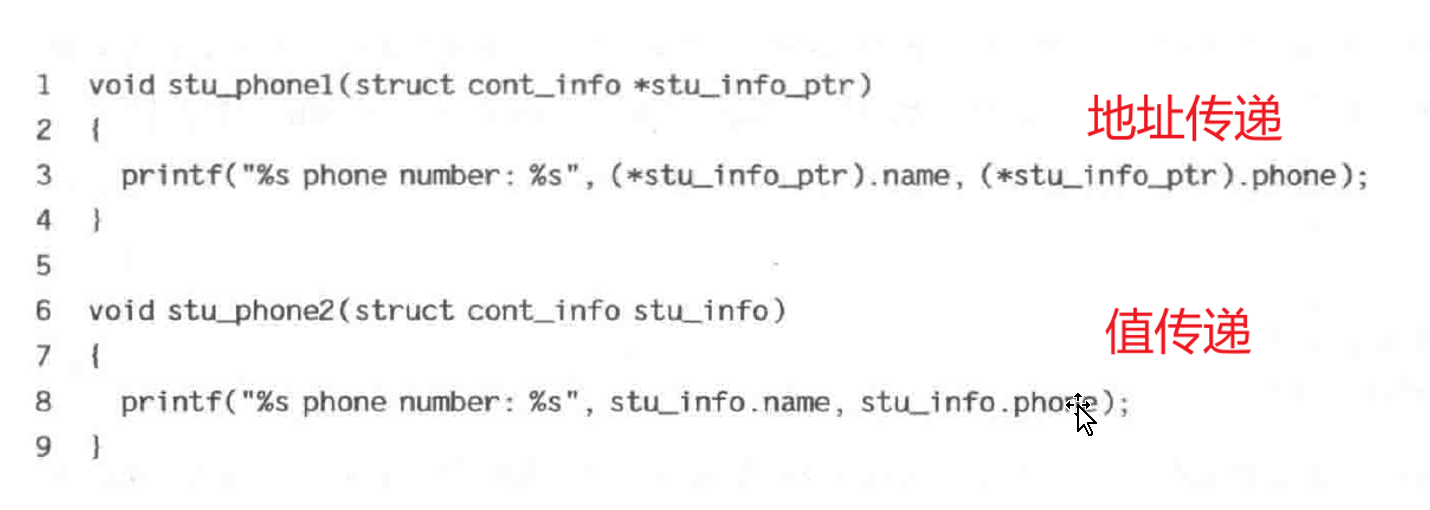 1 void stu_phone1(struct cont_info *stu_info_ptr)
地址传递
2 {
3 printf("%s phone number: %s", (*stu_info_ptr).name, (*stu_info_ptr).phone);
4 }
5
6 void stu_phone2(struct cont_info stu_info)
值传递
7 {
8 printf("%s phone number: %s", stu_info.name, stu_info.phone);
9 }